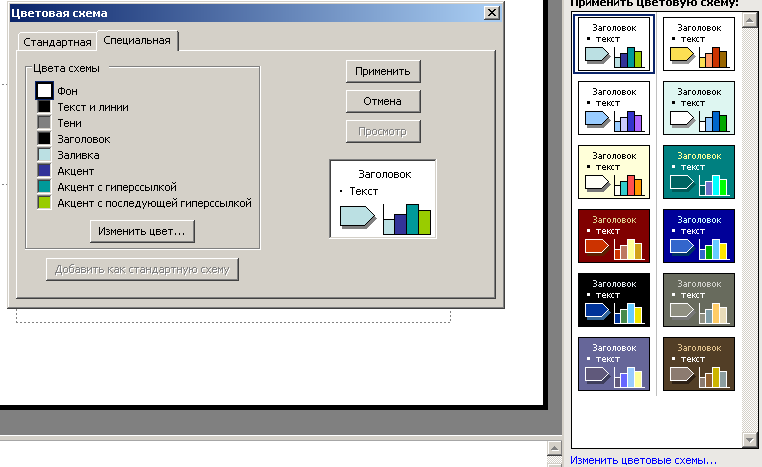 Цветовая схема
Стандартная
Специальная
Цвета схемы
Фон
Текст и линии
Тени
Заголовок
Заливка
Акцент
Акцент с гиперссылкой
Акцент с последующей гиперссылкой
Изменить цвет...
Добавить как стандартную схему
Применить
Отмена
Просмотр
Заголовок
• Текст
Применить цветовую схему:
Заголовок
• текст
Заголовок
• текст
Заголовок
• текст
Заголовок
• текст
Заголовок
• текст
Заголовок
• текст
Заголовок
• текст
Заголовок
• текст
Заголовок
• текст
Заголовок
• текст
Заголовок
• текст
Заголовок
• текст
Изменить цветовые схемы...